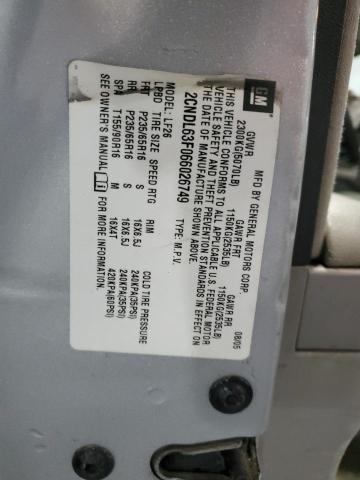 GM
MFD BY GENERAL MOTORS CORP.
08/05
GVWR GAWR FRT GAWR RR
2300KG(5070LB) 1150KG(2535LB) 1150KG(2535LB)
THIS VEHICLE CONFORMS TO ALL APPLICABLE U.S. FEDERAL MOTOR
VEHICLE SAFETY AND THEFT PREVENTION STANDARDS IN EFFECT ON
THE DATE OF MANUFACTURE SHOWN ABOVE.
2CNDL63F066026749 TYPE: M.P.V.
MODEL: LF26
LPBD TIRE SIZE SPEED RTG RIM COLD TIRE PRESSURE
FRT P235/65R16 S 16X6.5J 240KPA(35PSI)
RR P235/65R16 S 16X6.5J 240KPA(35PSI)
SPA T155/90R16 M 16X4T 420KPA(60PSI)
SEE OWNER'S MANUAL FOR MORE INFORMATION.